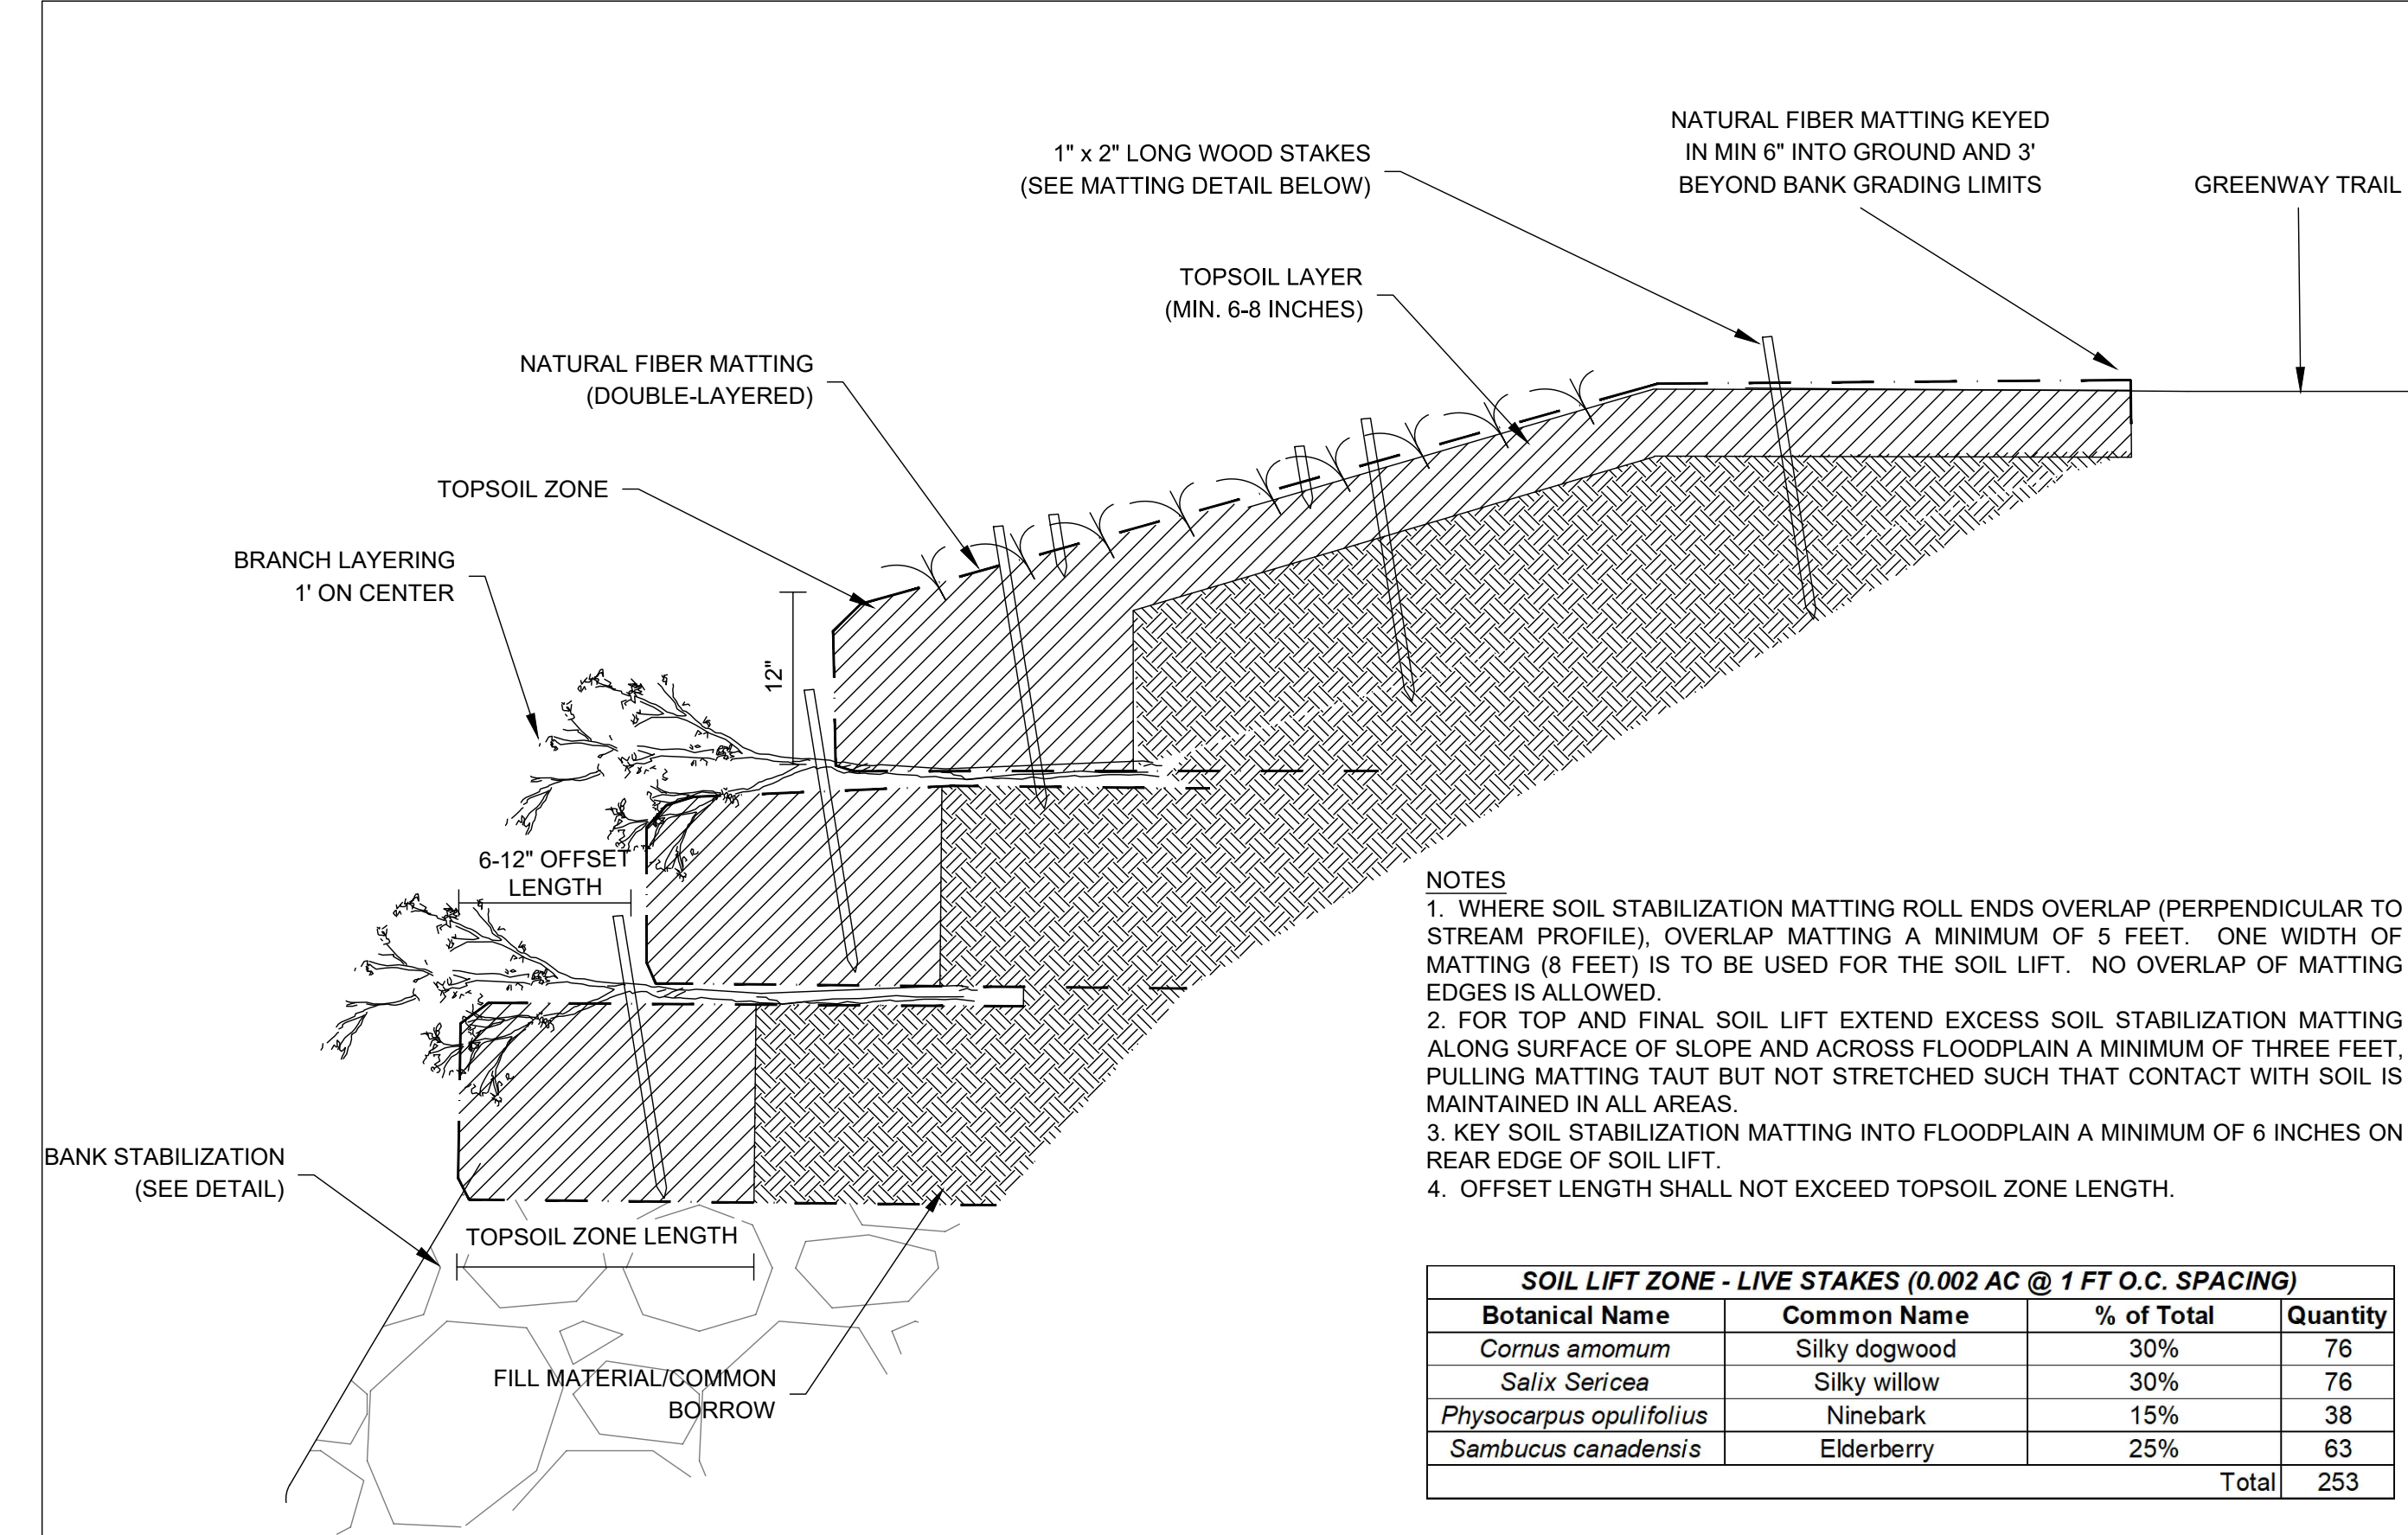 NATURAL FIBER MATTING KEYED
IN MIN 6" INTO GROUND AND 3'
BEYOND BANK GRADING LIMITS
GREENWAY TRAIL
1" x 2" LONG WOOD STAKES
(SEE MATTING DETAIL BELOW)
TOPSOIL LAYER
(MIN. 6-8 INCHES)
NATURAL FIBER MATTING
(DOUBLE-LAYERED)
TOPSOIL ZONE
BRANCH LAYERING
1' ON CENTER
12"
6-12" OFFSET
LENGTH
BANK STABILIZATION
(SEE DETAIL)
TOPSOIL ZONE LENGTH
FILL MATERIAL/COMMON
BORROW
NOTES
1. WHERE SOIL STABILIZATION MATTING ROLL ENDS OVERLAP (PERPENDICULAR TO
STREAM PROFILE), OVERLAP MATTING A MINIMUM OF 5 FEET. ONE WIDTH OF
MATTING (8 FEET) IS TO BE USED FOR THE SOIL LIFT. NO OVERLAP OF MATTING
EDGES IS ALLOWED.
2. FOR TOP AND FINAL SOIL LIFT EXTEND EXCESS SOIL STABILIZATION MATTING
ALONG SURFACE OF SLOPE AND ACROSS FLOODPLAIN A MINIMUM OF THREE FEET,
PULLING MATTING TAUT BUT NOT STRETCHED SUCH THAT CONTACT WITH SOIL IS
MAINTAINED IN ALL AREAS.
3. KEY SOIL STABILIZATION MATTING INTO FLOODPLAIN A MINIMUM OF 6 INCHES ON
REAR EDGE OF SOIL LIFT.
4. OFFSET LENGTH SHALL NOT EXCEED TOPSOIL ZONE LENGTH.
SOIL LIFT ZONE - LIVE STAKES (0.002 AC @ 1 FT O.C. SPACING)
Botanical Name Common Name % of Total Quantity
Cornus amomum Silky dogwood 30% 76
Salix Sericea Silky willow 30% 76
Physocarpus opulifolius Ninebark 15% 38
Sambucus canadensis Elderberry 25% 63
Total 253